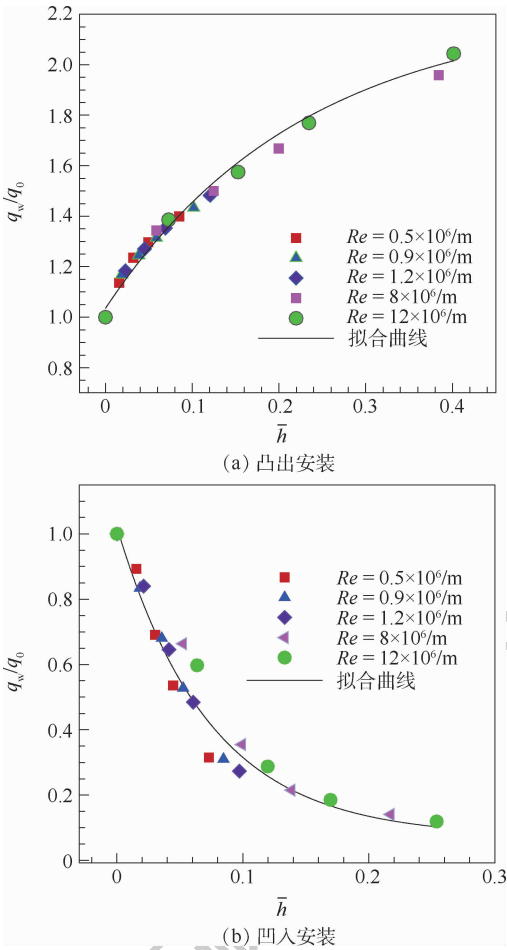 2.2
2.0
1.8
1.6
1.4
1.2
1.0
0.8
q_w/q_0
Re = 0.5×10⁶/m
Re = 0.9×10⁶/m
Re = 1.2×10⁶/m
Re = 8×10⁶/m
Re = 12×10⁶/m
拟合曲线
0 0.1 0.2 0.3 0.4
h̄
(a) 凸出安装
1.0
0.8
0.6
0.4
0.2
0
q_w/q_0
Re = 0.5×10⁶/m
Re = 0.9×10⁶/m
Re = 1.2×10⁶/m
Re = 8×10⁶/m
Re = 12×10⁶/m
拟合曲线
0 0.1 0.2 0.3
h̄
(b) 凹入安装